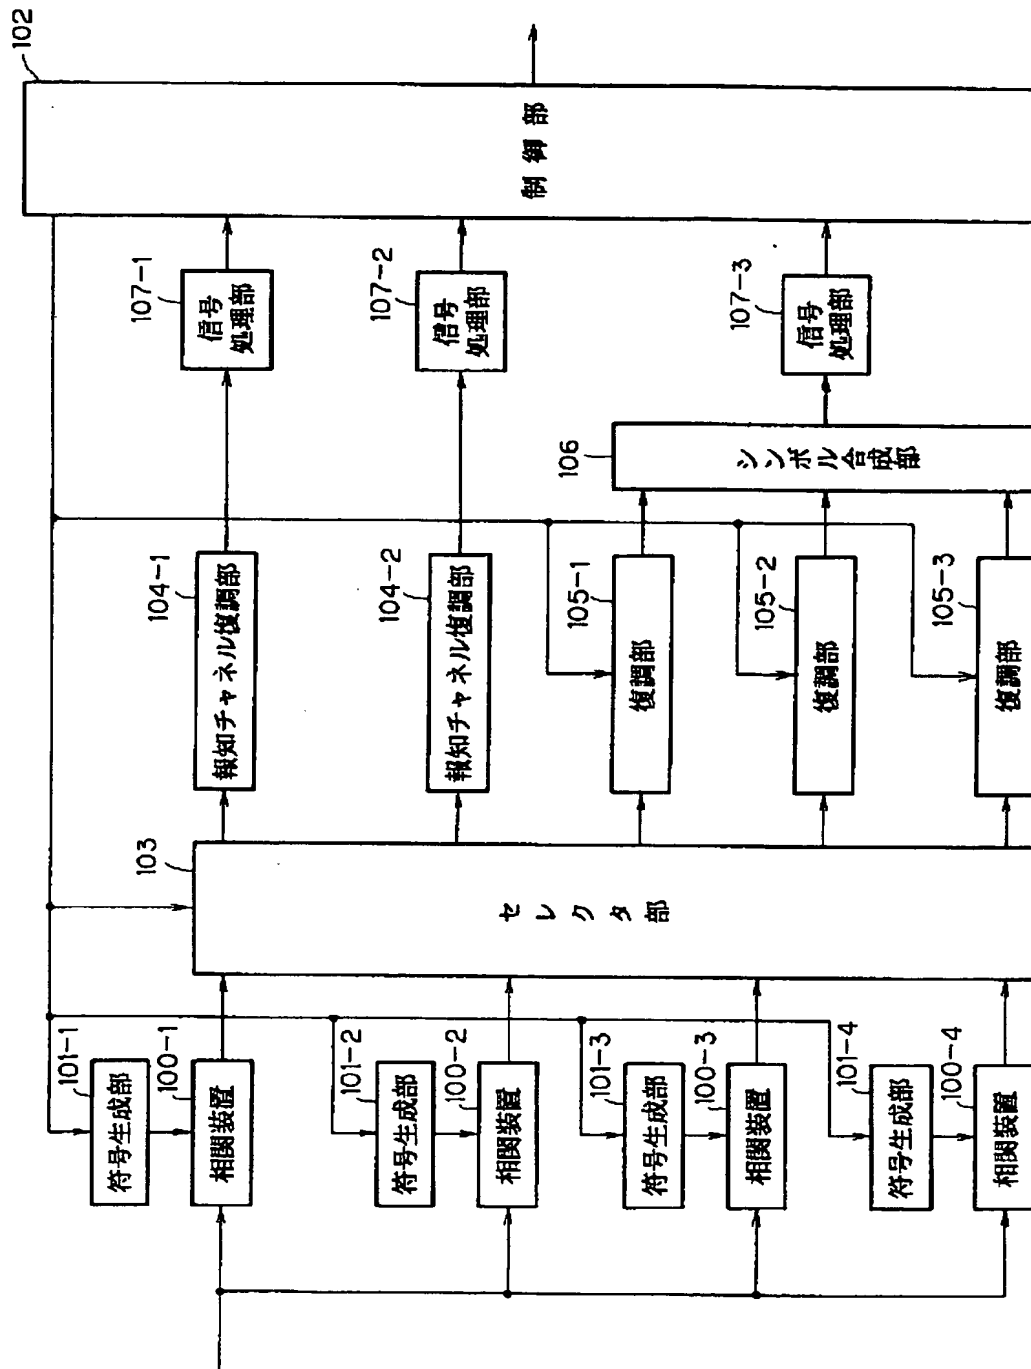 101-1
符号生成部
100-1
相関装置
101-2
符号生成部
100-2
相関装置
101-3
符号生成部
100-3
相関装置
101-4
符号生成部
100-4
相関装置
103
セレクタ部
104-1
報知チャネル復調部
104-2
報知チャネル復調部
105-1
復調部
105-2
復調部
105-3
復調部
106
シンボル合成部
107-1
信号
処理部
107-2
信号
処理部
107-3
信号
処理部
102
制御部